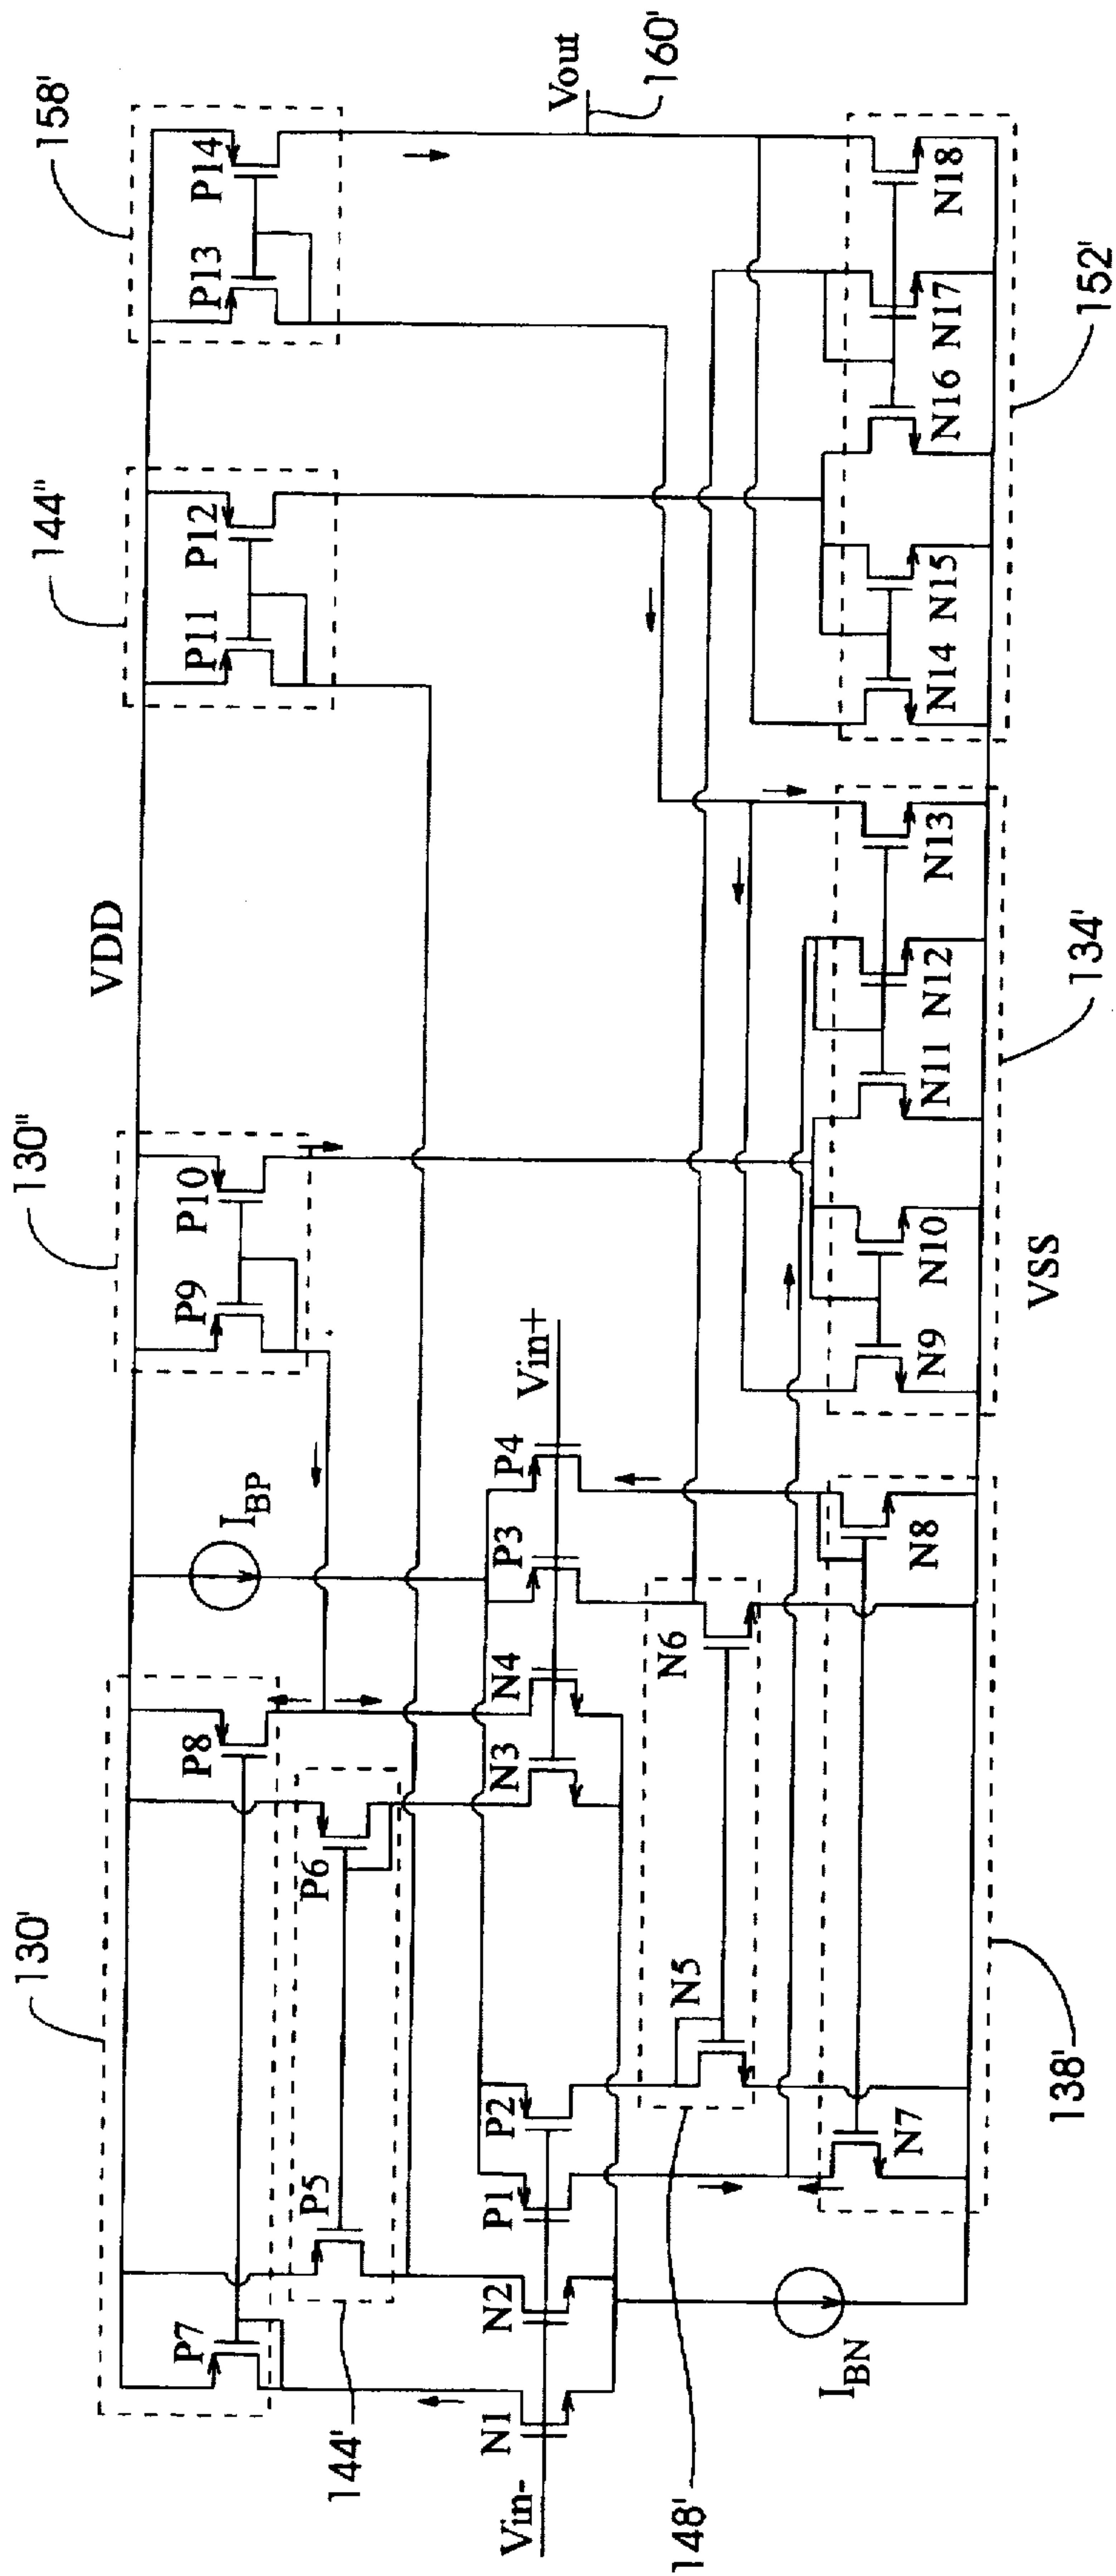 130'
VDD
130"
144"
158'
P7
P8
I_BP
P9
P10
P11
P12
P13
P14
144'
P5
P6
Vout
160'
Vin-
N1
N2
P1
P2
N3
N4
P3
P4
Vin+
148'
N5
N6
I_BN
N7
N8
N9
N10
N11
N12
N13
N14
N15
N16
N17
N18
138'
VSS
134'
152'